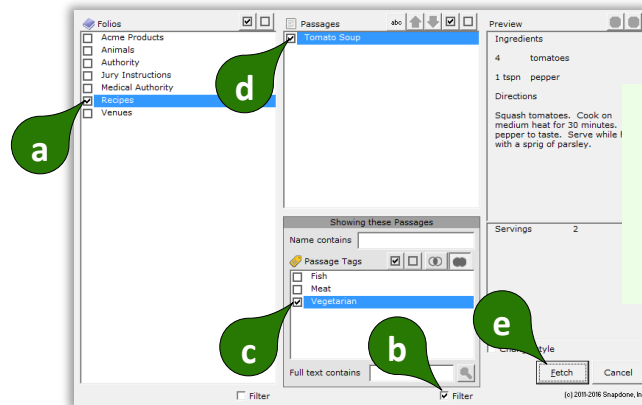 Folios
Acme Products
Animals
Authority
Jury Instructions
Medical Authority
Recipes
Venues
a
Filter
Passages
abc
Tomato Soup
d
Showing these Passages
Name contains
Passage Tags
Fish
Meat
Vegetarian
c
b
Full text contains
Filter
Preview
Ingredients
4 tomatoes
1 tspn pepper
Directions
Squash tomatoes. Cook on
medium heat for 30 minutes.
pepper to taste. Serve while
with a sprig of parsley.
Servings 2
e
Fetch
Cancel
(c) 2011-2016 Snapdone, In